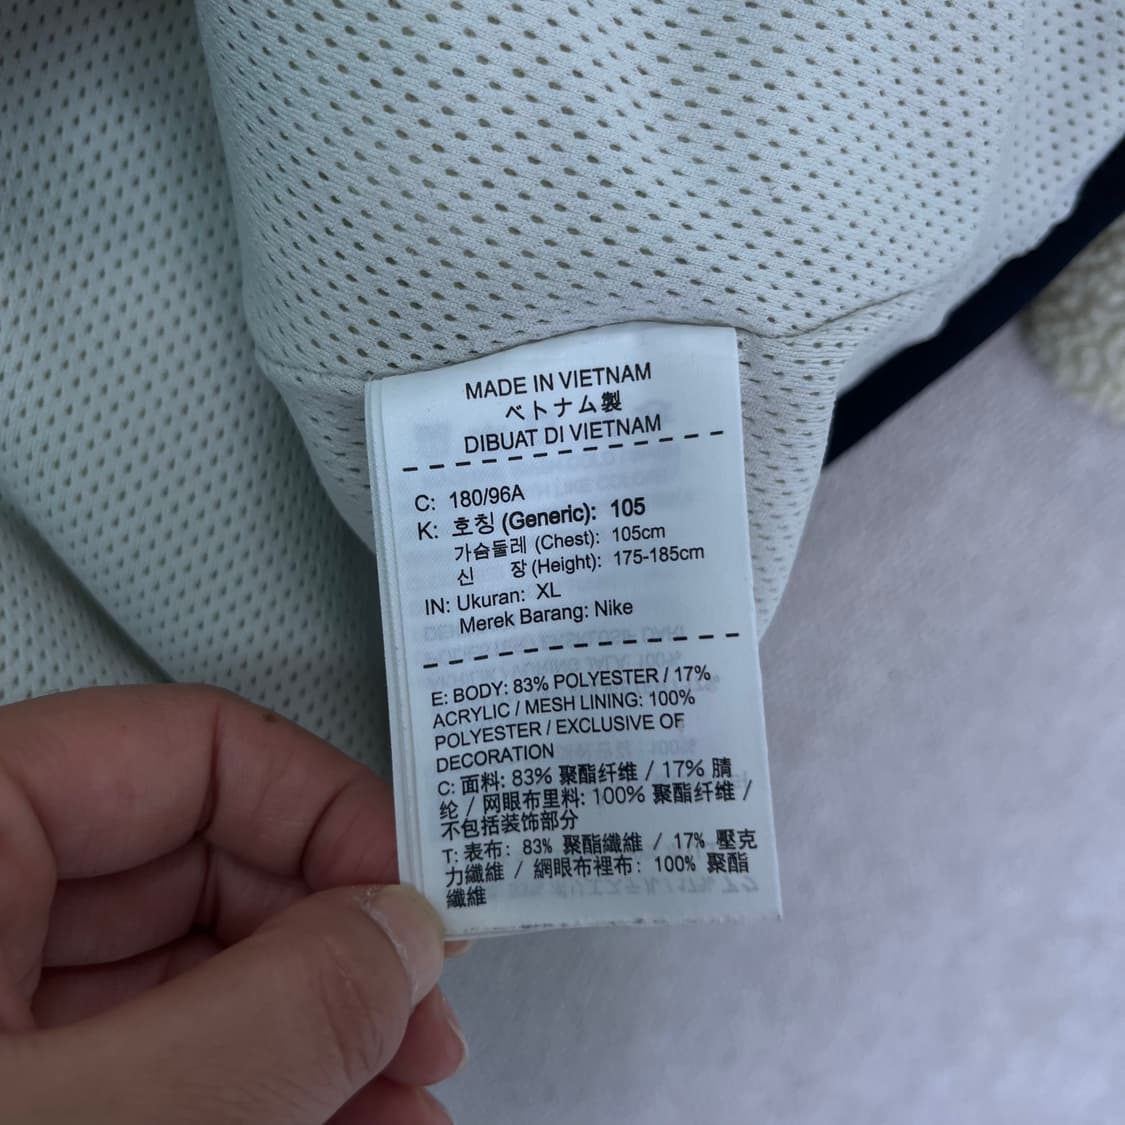 MADE IN VIETNAM
ベトナム製
DIBUAT DI VIETNAM
C: 180/96A
K: 호칭 (Generic): 105
가슴둘레 (Chest): 105cm
신 장 (Height): 175-185cm
IN: Ukuran: XL
Merek Barang: Nike
E: BODY: 83% POLYESTER / 17%
ACRYLIC / MESH LINING: 100%
POLYESTER / EXCLUSIVE OF
DECORATION
C: 面料: 83% 聚酯纤维 / 17% 腈
纶 / 网眼布里料: 100% 聚酯纤维 /
不包括装饰部分
T: 表布: 83% 聚酯纖維 / 17% 壓克
力纖維 / 網眼布裡布: 100% 聚酯
纖維